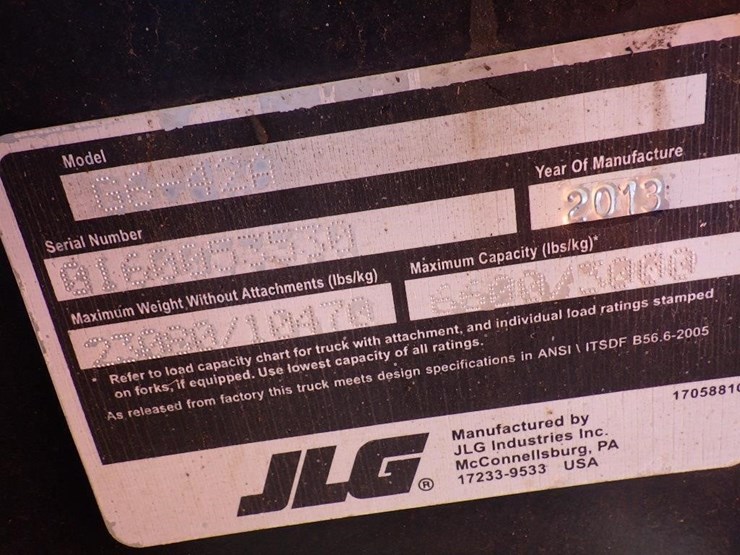 Model
G6-42A
Year Of Manufacture
2013
Serial Number
Maximum Weight Without Attachments (lbs/kg)
Maximum Capacity (lbs/kg)*
23080/10470
6600/3000
* Refer to load capacity chart for truck with attachment, and individual load ratings stamped
on forks, if equipped. Use lowest capacity of all ratings.
As released from factory this truck meets design specifications in ANSI \ ITSDF B56.6-2005
JLG®
Manufactured by
JLG Industries Inc.
McConnellsburg, PA
17233-9533 USA